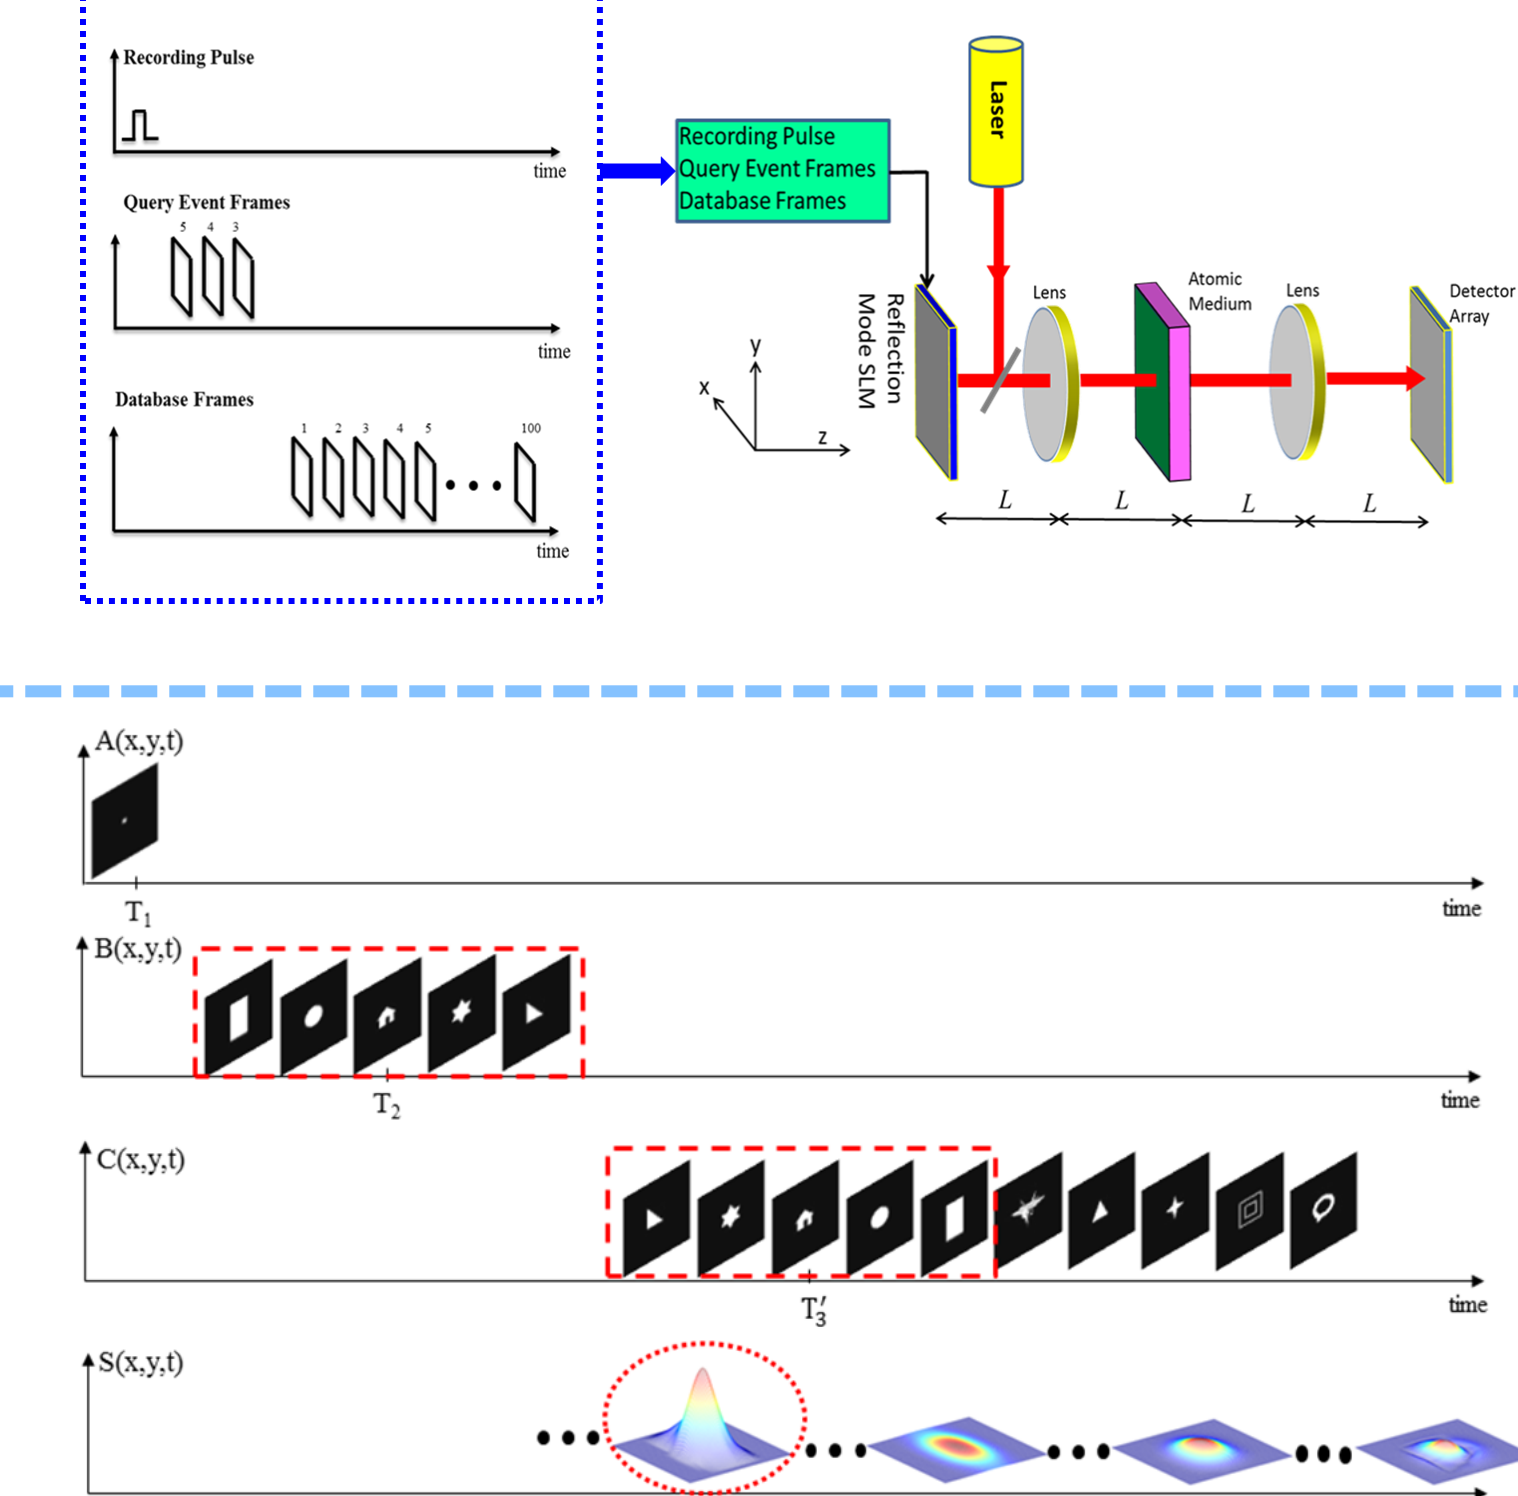 Recording Pulse
time
Query Event Frames
5 4 3
time
Database Frames
1 2 3 4 5 100
time
Recording Pulse
Query Event Frames
Database Frames
Laser
Reflection
Mode SLM
Lens
Atomic
Medium
Lens
Detector
Array
y
x
z
L L L L
A(x,y,t)
T₁
time
B(x,y,t)
T₂
time
C(x,y,t)
T₃′
time
S(x,y,t)